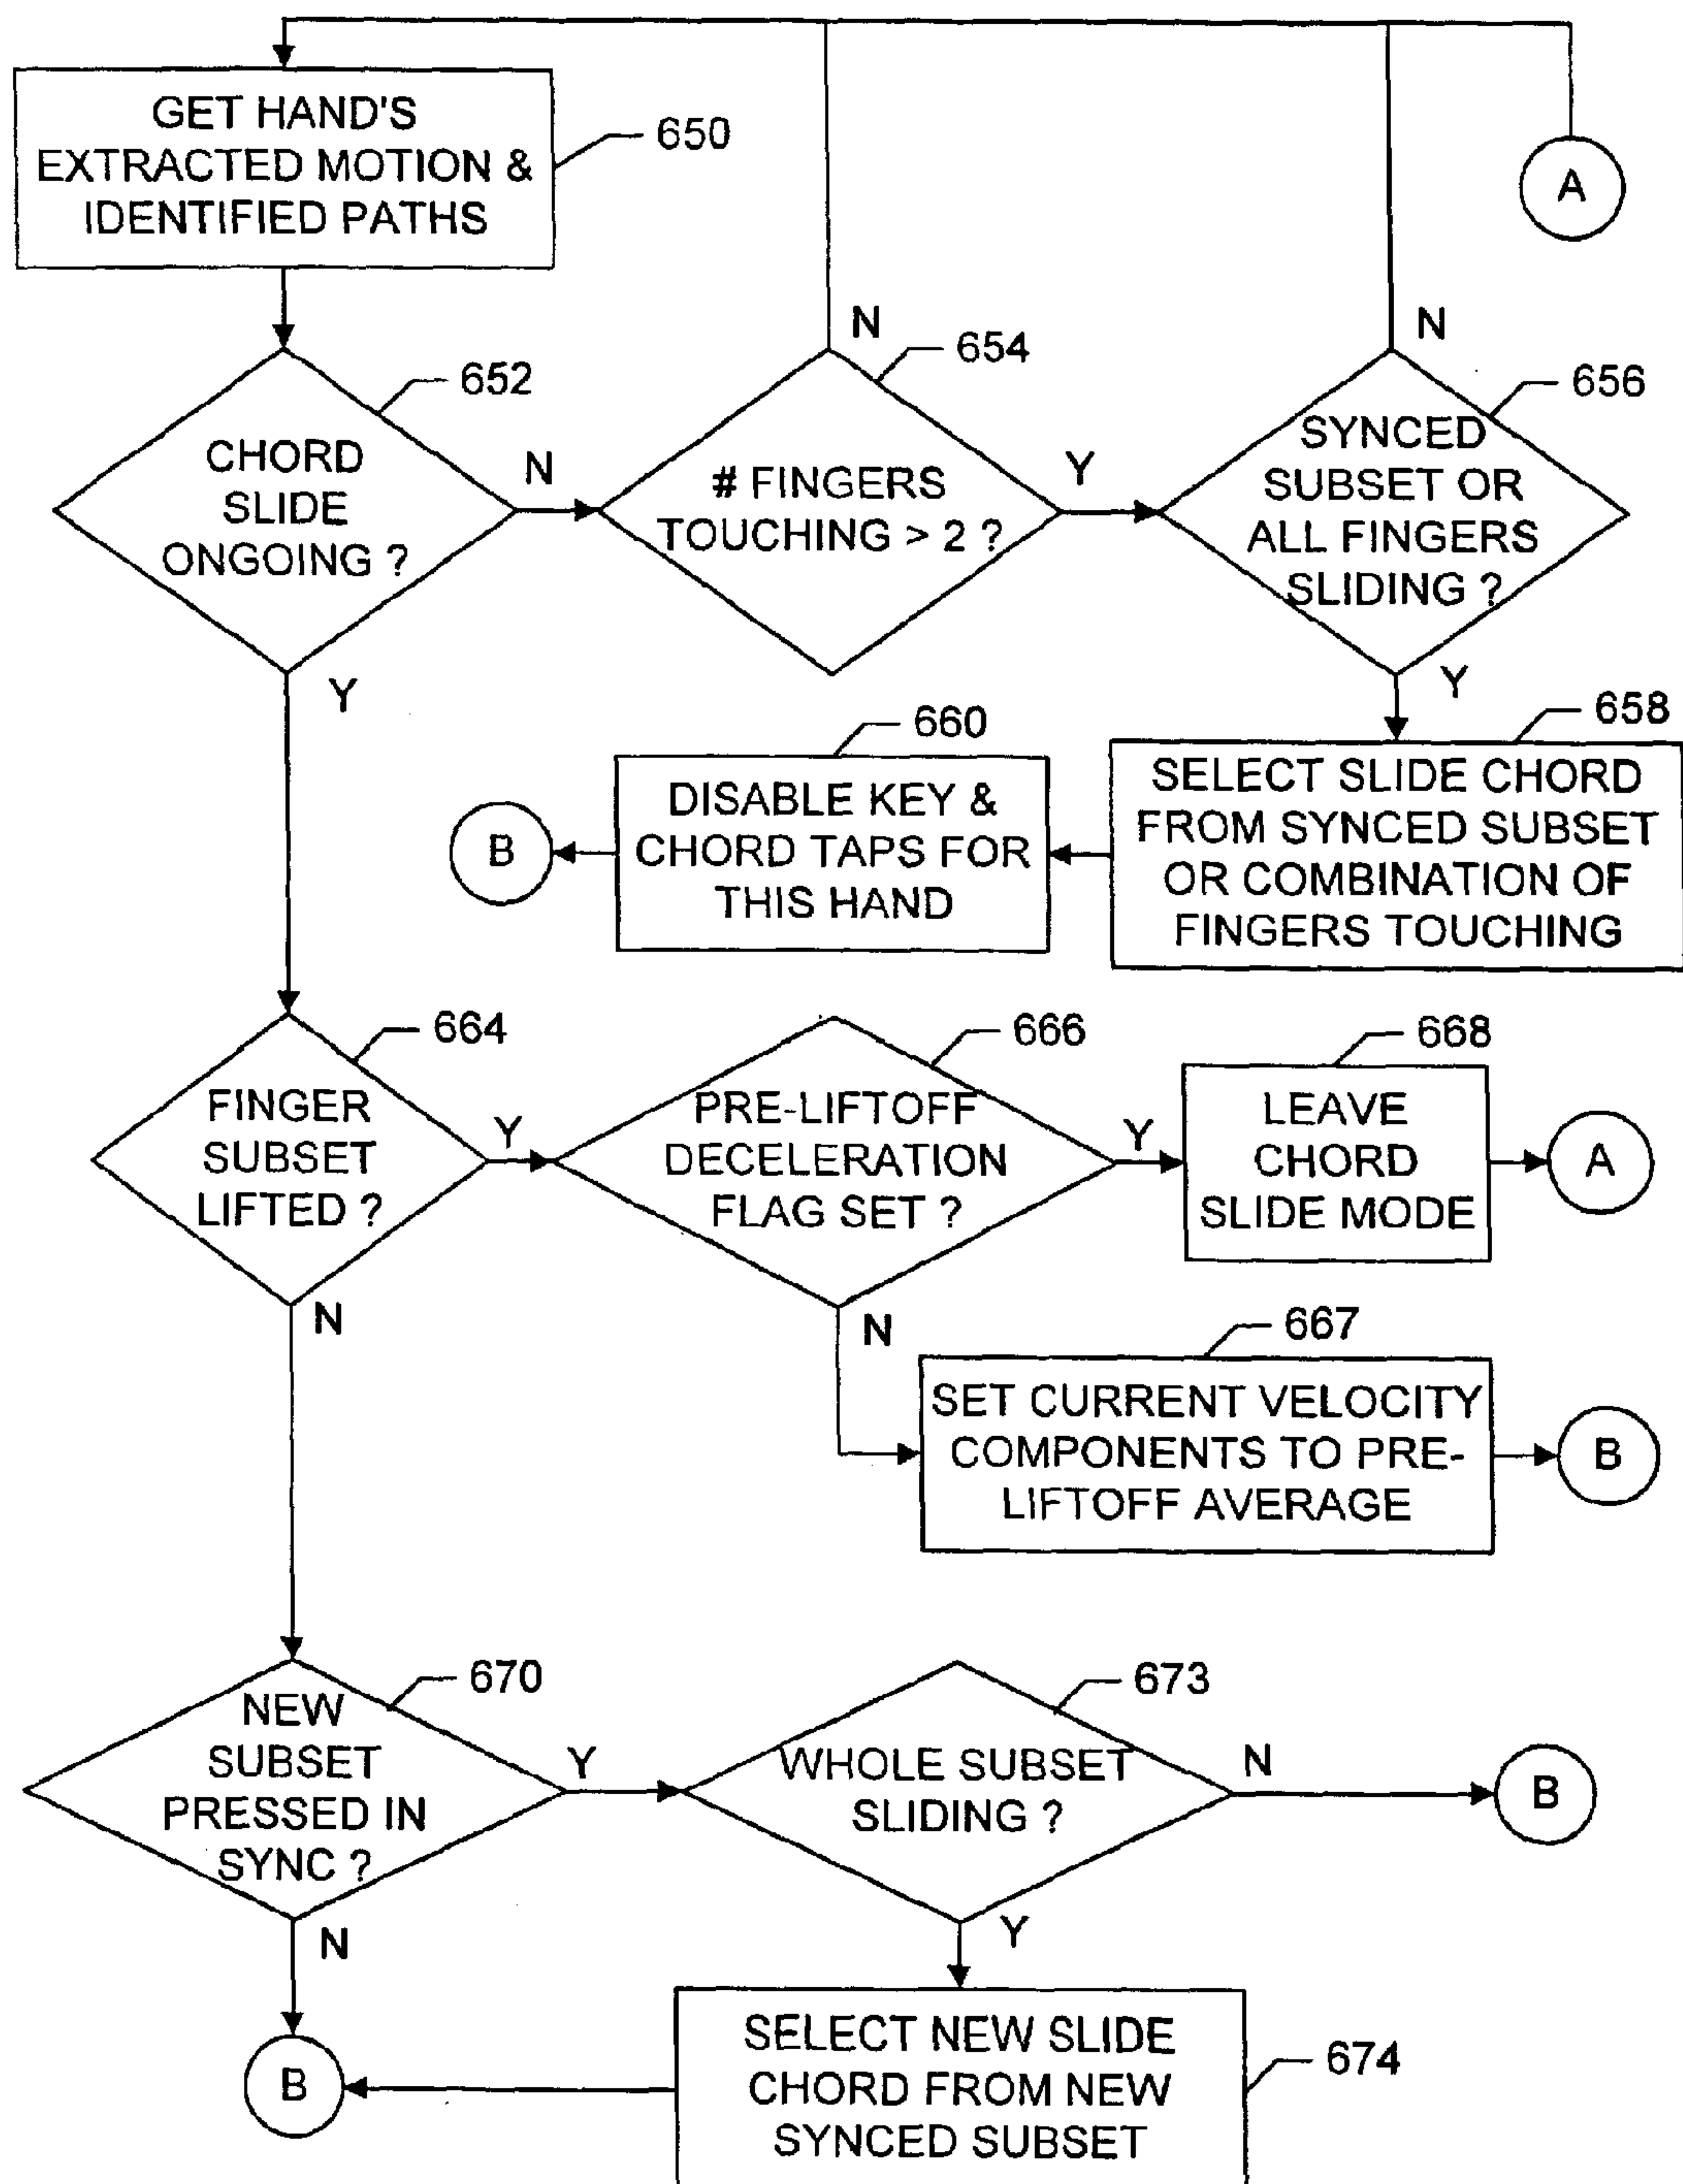 GET HAND'S
EXTRACTED MOTION &
IDENTIFIED PATHS
650
A
CHORD
SLIDE
ONGOING ?
652
N
Y
# FINGERS
TOUCHING > 2 ?
654
N
Y
SYNCED
SUBSET OR
ALL FINGERS
SLIDING ?
656
N
Y
SELECT SLIDE CHORD
FROM SYNCED SUBSET
OR COMBINATION OF
FINGERS TOUCHING
658
DISABLE KEY &
CHORD TAPS FOR
THIS HAND
660
B
FINGER
SUBSET
LIFTED ?
664
Y
N
PRE-LIFTOFF
DECELERATION
FLAG SET ?
666
Y
N
LEAVE
CHORD
SLIDE MODE
668
A
SET CURRENT VELOCITY
COMPONENTS TO PRE-
LIFTOFF AVERAGE
667
B
NEW
SUBSET
PRESSED IN
SYNC ?
670
Y
N
WHOLE SUBSET
SLIDING ?
673
N
B
Y
SELECT NEW SLIDE
CHORD FROM NEW
SYNCED SUBSET
674
B